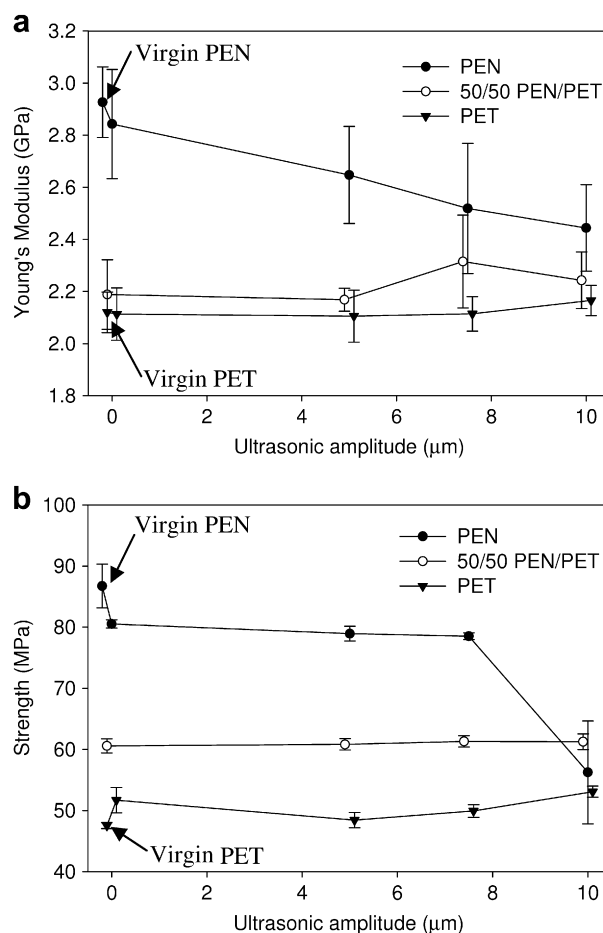 a
3.2
3.0
2.8
2.6
2.4
2.2
2.0
1.8
Young's Modulus (GPa)
Virgin PEN
PEN
50/50 PEN/PET
PET
Virgin PET
0 2 4 6 8 10
Ultrasonic amplitude (μm)
b
100
90
80
70
60
50
40
Strength (MPa)
Virgin PEN
PEN
50/50 PEN/PET
PET
Virgin PET
0 2 4 6 8 10
Ultrasonic amplitude (μm)